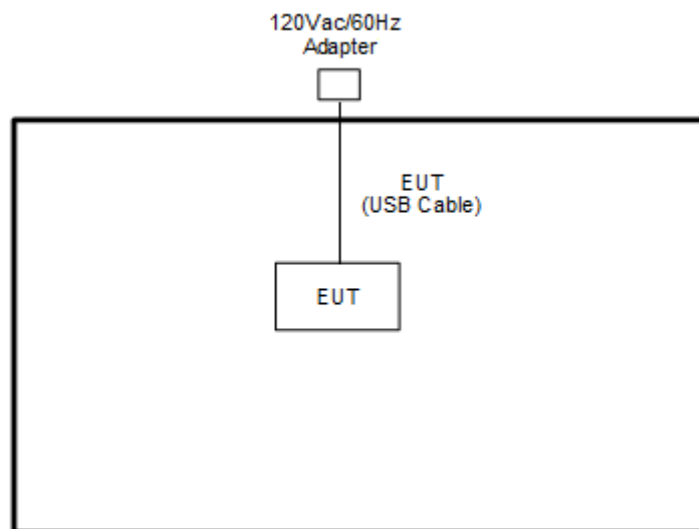 120Vac/60Hz
Adapter
EUT
(USB Cable)
EUT